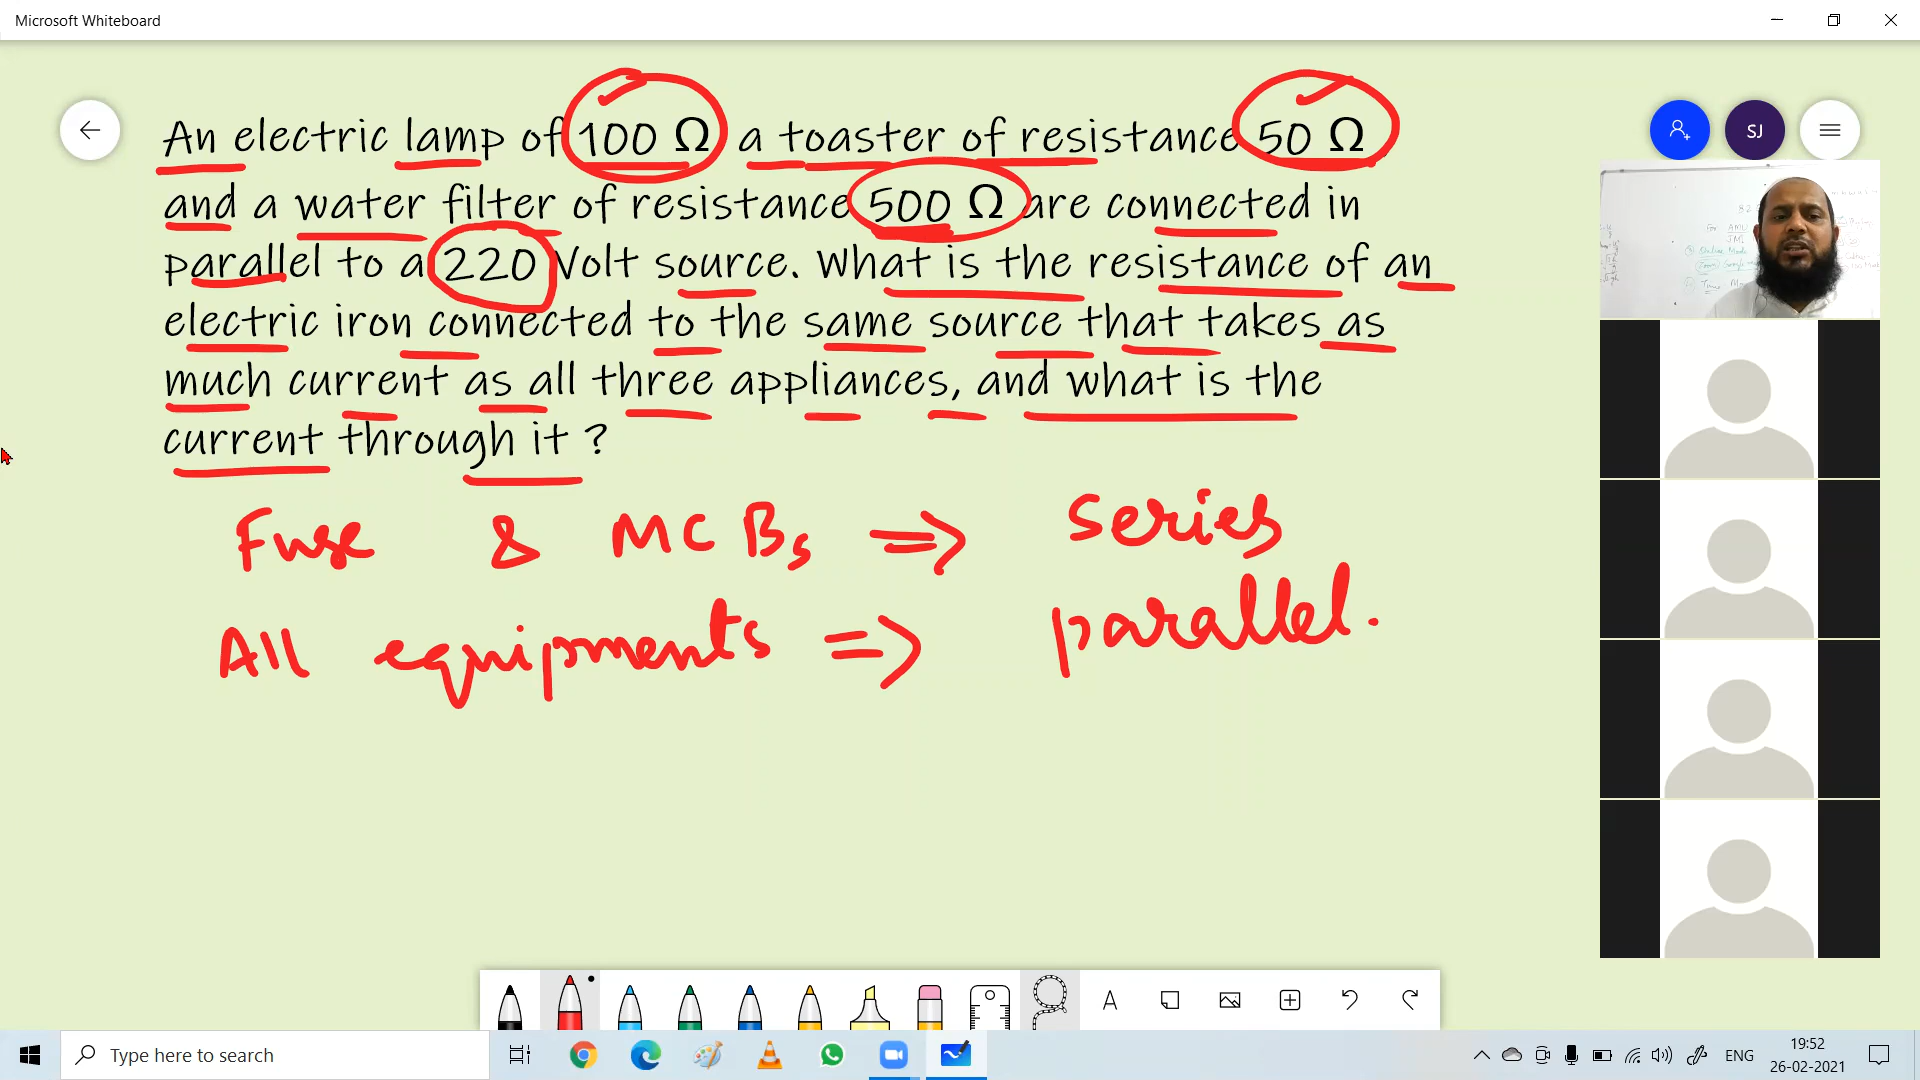 Microsoft Whiteboard
An electric lamp of 100 Ω a toaster of resistance 50 Ω
and a water filter of resistance 500 Ω are connected in
parallel to a 220 Volt source. What is the resistance of an
electric iron connected to the same source that takes as
much current as all three appliances, and what is the
current through it ?
Fuse & MCBs => series
All equipments => parallel.
SJ
A
Type here to search
ENG
19:52
26-02-2021